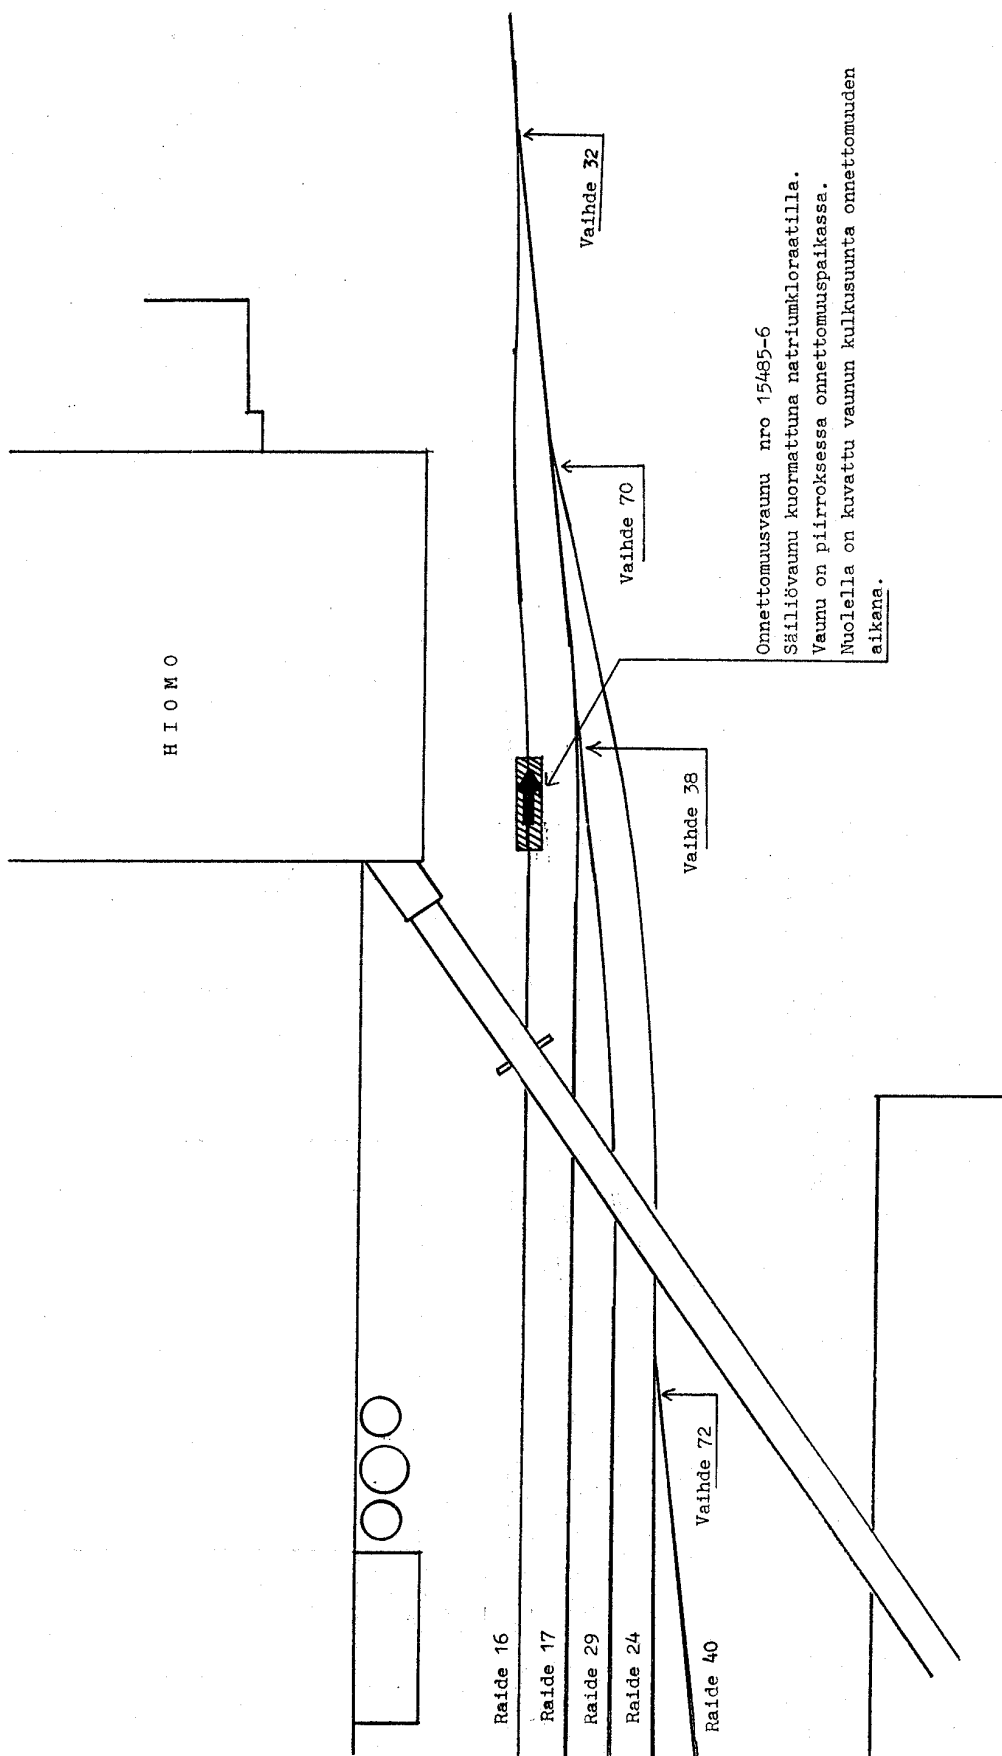 HIOMO
Vaihde 32
Vaihde 70
Vaihde 38
Vaihde 72
Onnettomuusvaunu nro 15485-6
Säiliövaunu kuormattuna natriumkloraatilla.
Vaunu on piirroksessa onnettomuuspaikassa.
Nuolella on kuvattu vaunun kulkusuunta onnettomuuden
aikana.
Raide 16
Raide 17
Raide 29
Raide 24
Raide 40